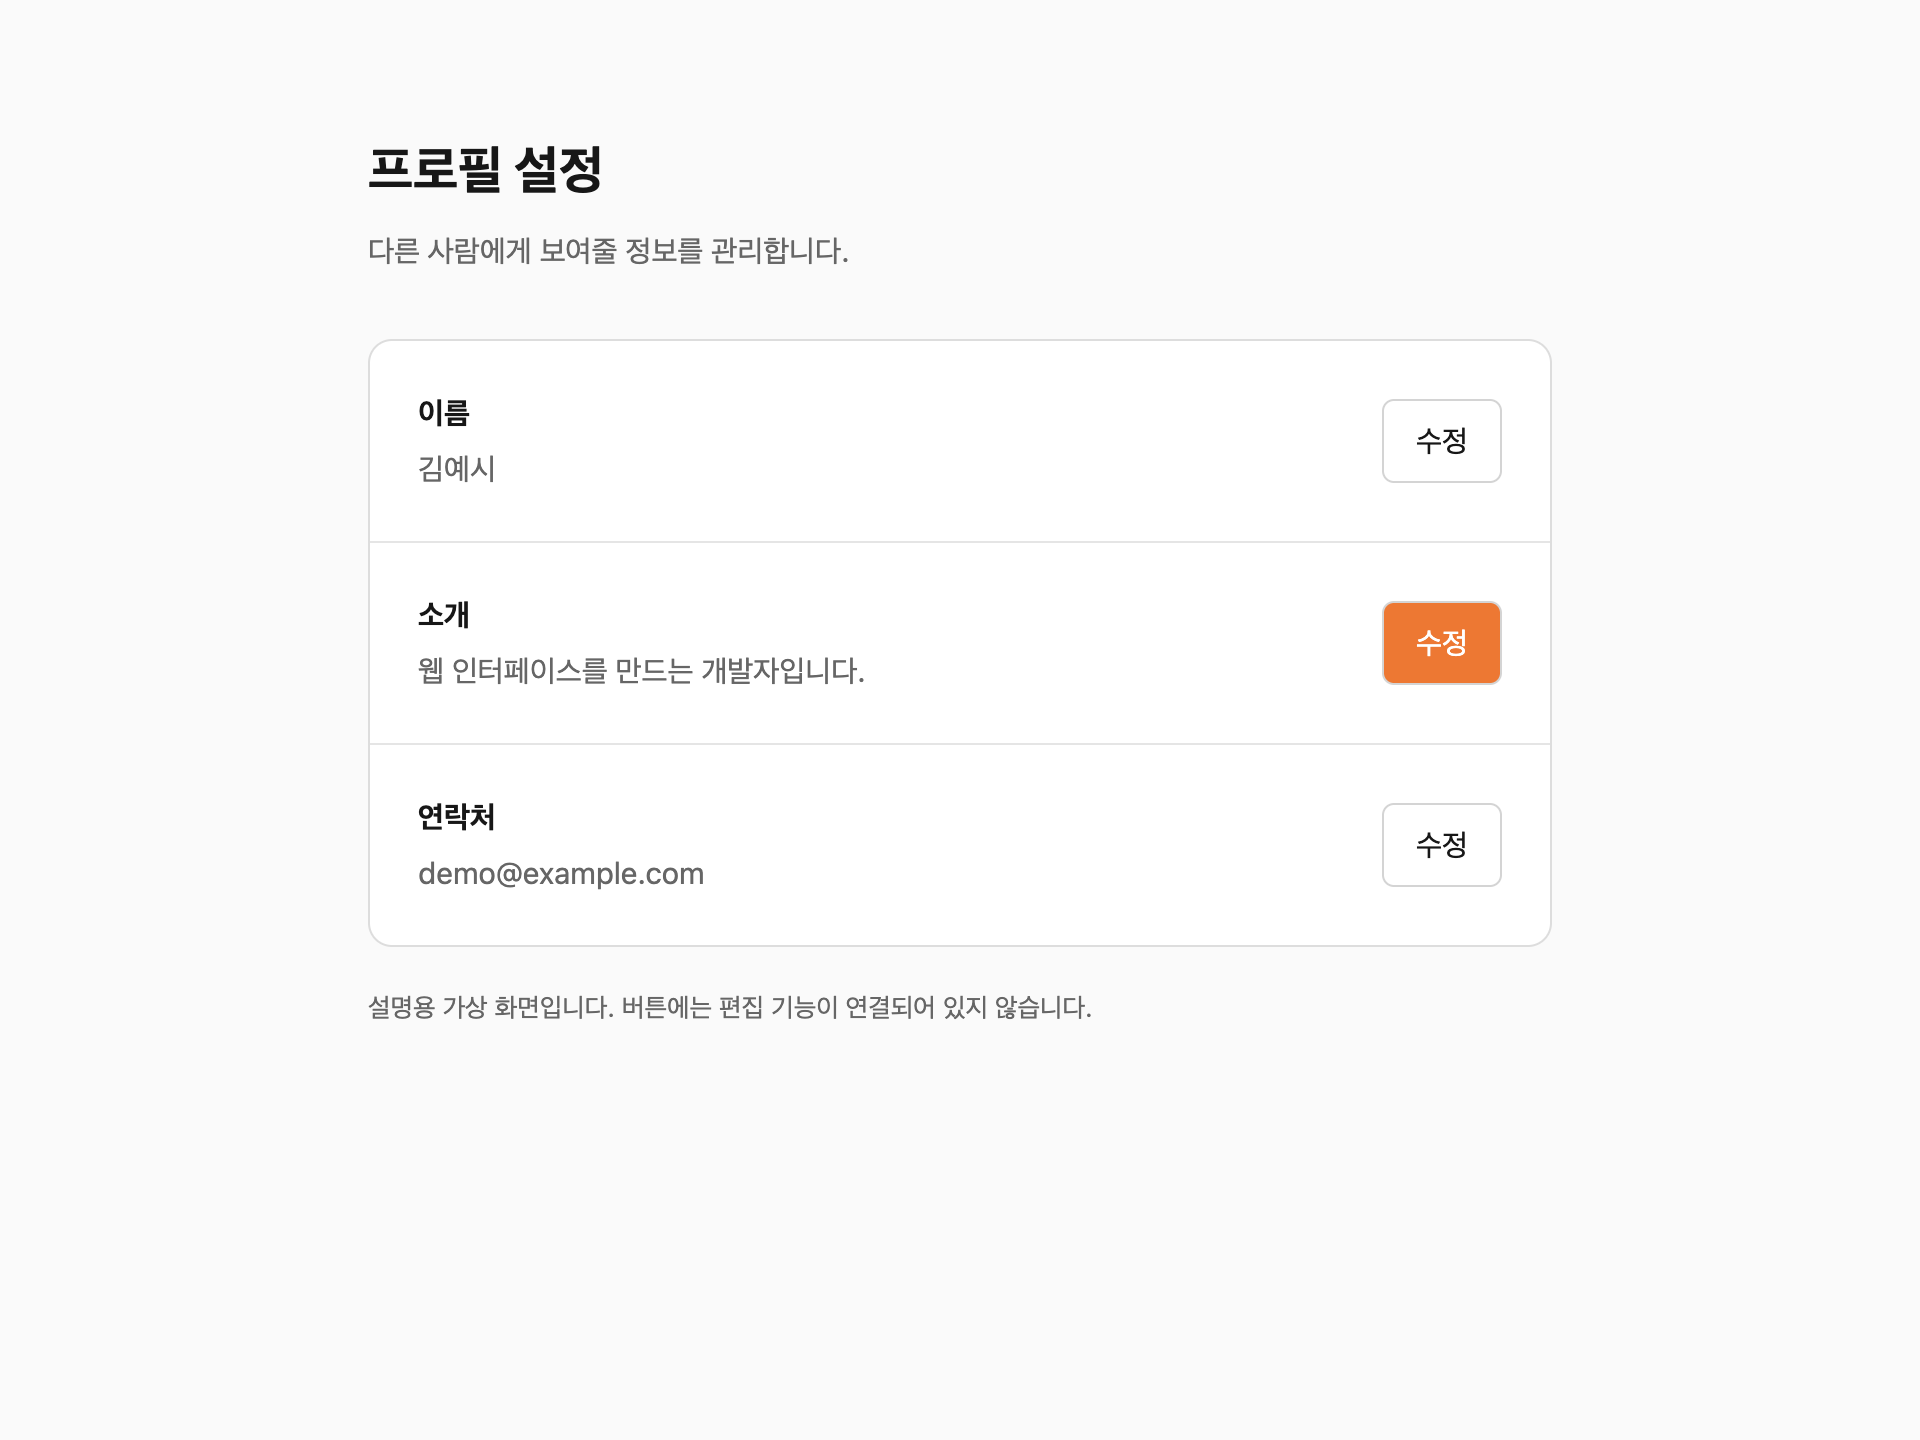 프로필 설정
다른 사람에게 보여줄 정보를 관리합니다.
이름
김예시
수정
소개
웹 인터페이스를 만드는 개발자입니다.
수정
연락처
demo@example.com
수정
설명용 가상 화면입니다. 버튼에는 편집 기능이 연결되어 있지 않습니다.